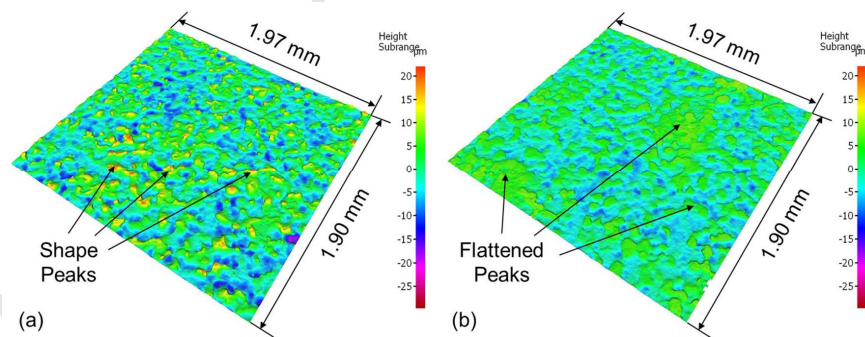 1.97 mm
Height
Subrange
µm
20
15
10
5
0
-5
-10
-15
-20
-25
1.90 mm
Shape
Peaks
(a)
1.97 mm
Height
Subrange
µm
20
15
10
5
0
-5
-10
-15
-20
-25
1.90 mm
Flattened
Peaks
(b)